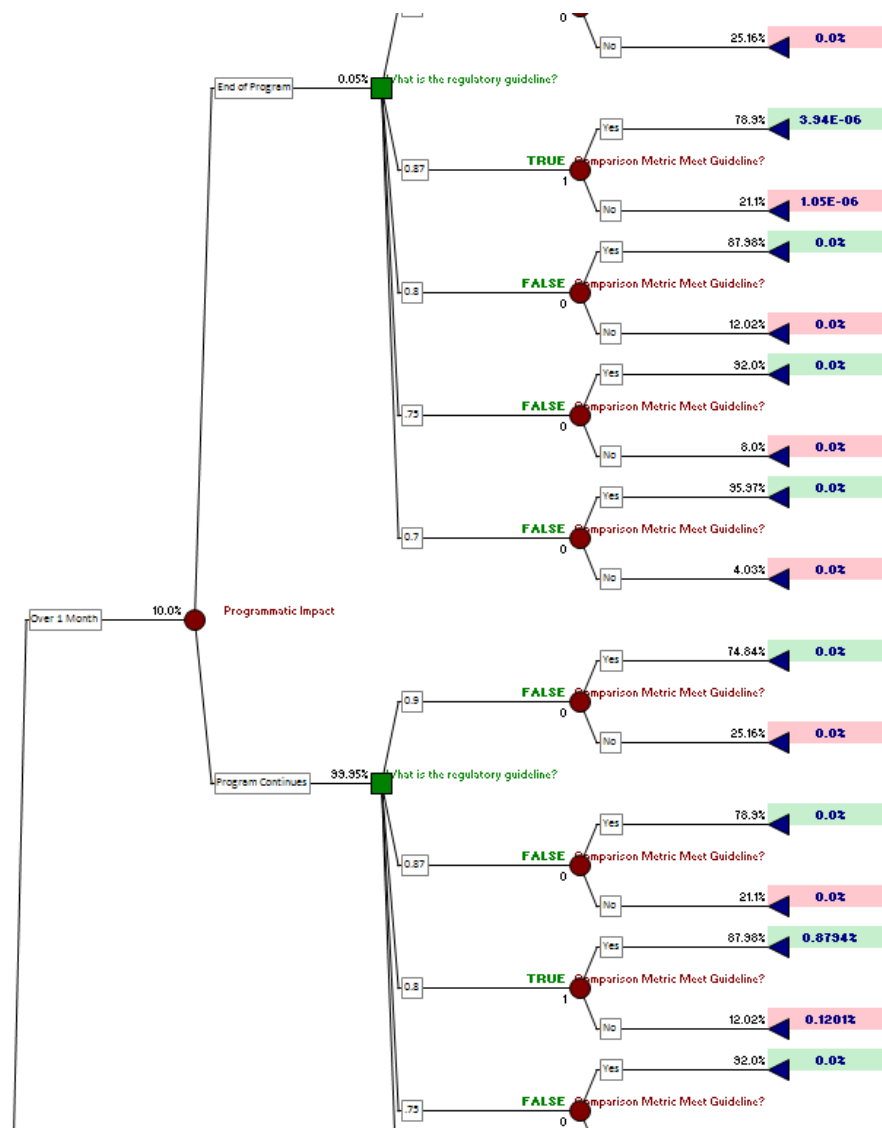 0
No 25.16% 0.0%
End of Program 0.05% What is the regulatory guideline?
Yes 78.9% 3.94E-06
0.87 TRUE Comparison Metric Meet Guideline?
1
No 21.1% 1.05E-06
Yes 87.98% 0.0%
0.8 FALSE Comparison Metric Meet Guideline?
0
No 12.02% 0.0%
Yes 92.0% 0.0%
.75 FALSE Comparison Metric Meet Guideline?
0
No 8.0% 0.0%
Yes 95.97% 0.0%
0.7 FALSE Comparison Metric Meet Guideline?
0
No 4.03% 0.0%
Over 1 Month 10.0% Programmatic Impact
Yes 74.84% 0.0%
0.9 FALSE Comparison Metric Meet Guideline?
0
No 25.16% 0.0%
Program Continues 99.95% What is the regulatory guideline?
Yes 78.9% 0.0%
0.87 FALSE Comparison Metric Meet Guideline?
0
No 21.1% 0.0%
Yes 87.98% 0.8794%
0.8 TRUE Comparison Metric Meet Guideline?
1
No 12.02% 0.1201%
Yes 92.0% 0.0%
.75 FALSE Comparison Metric Meet Guideline?
0